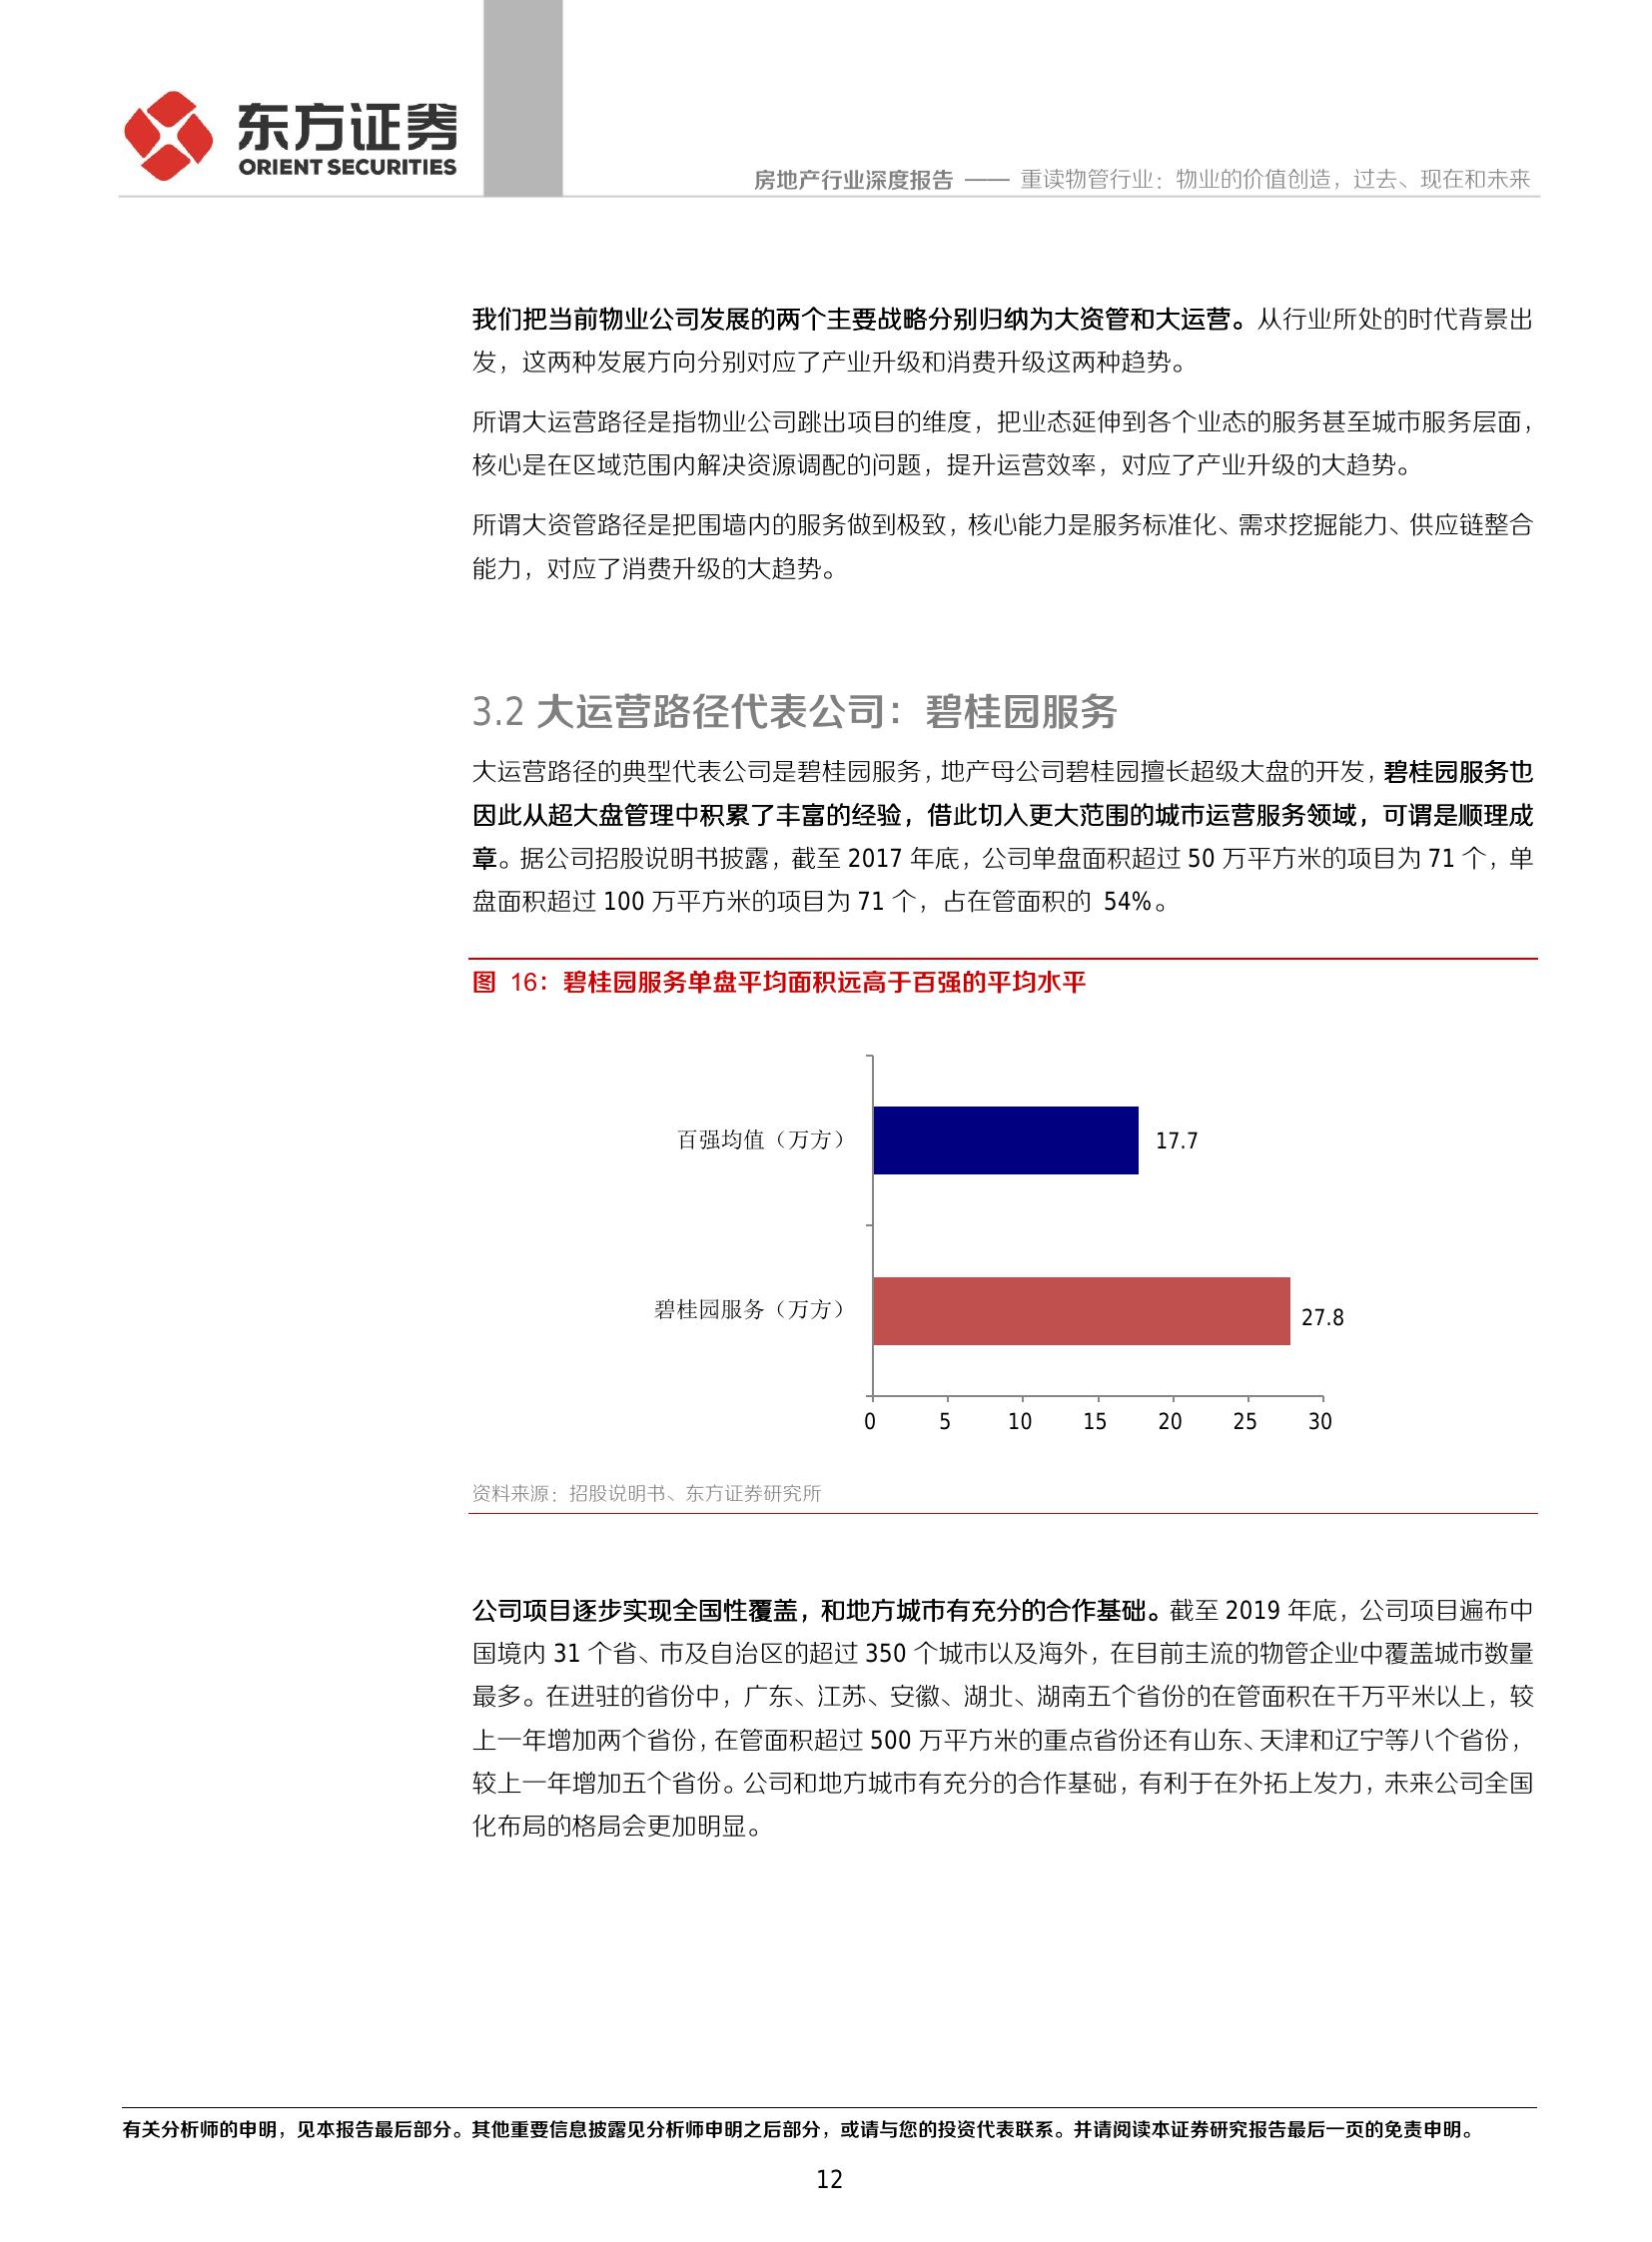 东方证券
ORIENT SECURITIES
房地产行业深度报告 —— 重读物管行业：物业的价值创造，过去、现在和未来
我们把当前物业公司发展的两个主要战略分别归纳为大资管和大运营。从行业所处的时代背景出
发，这两种发展方向分别对应了产业升级和消费升级这两种趋势。
所谓大运营路径是指物业公司跳出项目的维度，把业态延伸到各个业态的服务甚至城市服务层面，
核心是在区域范围内解决资源调配的问题，提升运营效率，对应了产业升级的大趋势。
所谓大资管路径是把围墙内的服务做到极致，核心能力是服务标准化、需求挖掘能力、供应链整合
能力，对应了消费升级的大趋势。
3.2 大运营路径代表公司：碧桂园服务
大运营路径的典型代表公司是碧桂园服务，地产母公司碧桂园擅长超级大盘的开发，碧桂园服务也
因此从超大盘管理中积累了丰富的经验，借此切入更大范围的城市运营服务领域，可谓是顺理成
章。据公司招股说明书披露，截至 2017 年底，公司单盘面积超过 50 万平方米的项目为 71 个，单
盘面积超过 100 万平方米的项目为 71 个，占在管面积的 54%。
图 16：碧桂园服务单盘平均面积远高于百强的平均水平
百强均值（万方）
17.7
碧桂园服务（万方）
27.8
0 5 10 15 20 25 30
资料来源：招股说明书、东方证券研究所
公司项目逐步实现全国性覆盖，和地方城市有充分的合作基础。截至 2019 年底，公司项目遍布中
国境内 31 个省、市及自治区的超过 350 个城市以及海外，在目前主流的物管企业中覆盖城市数量
最多。在进驻的省份中，广东、江苏、安徽、湖北、湖南五个省份的在管面积在千万平米以上，较
上一年增加两个省份，在管面积超过 500 万平方米的重点省份还有山东、天津和辽宁等八个省份，
较上一年增加五个省份。公司和地方城市有充分的合作基础，有利于在外拓上发力，未来公司全国
化布局的格局会更加明显。
有关分析师的申明，见本报告最后部分。其他重要信息披露见分析师申明之后部分，或请与您的投资代表联系。并请阅读本证券研究报告最后一页的免责申明。
12